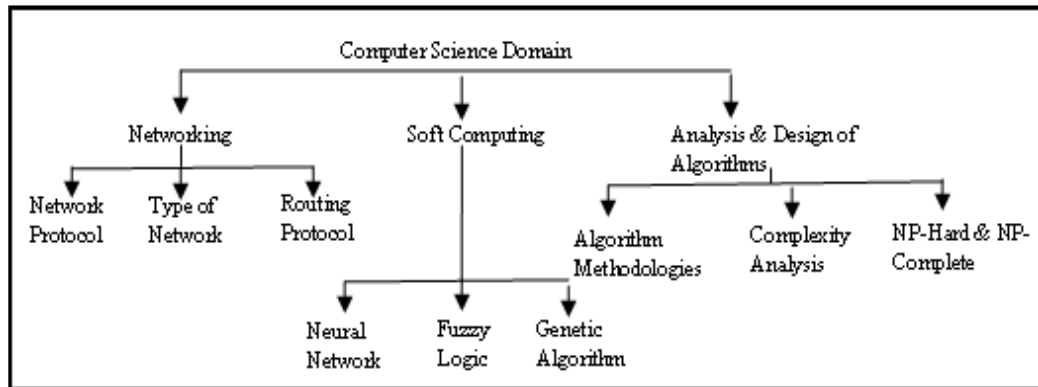 Computer Science Domain
Networking
Soft Computing
Analysis & Design of
Algorithms
Network
Protocol
Type of
Network
Routing
Protocol
Algorithm
Methodologies
Complexity
Analysis
NP-Hard & NP-
Complete
Neural
Network
Fuzzy
Logic
Genetic
Algorithm